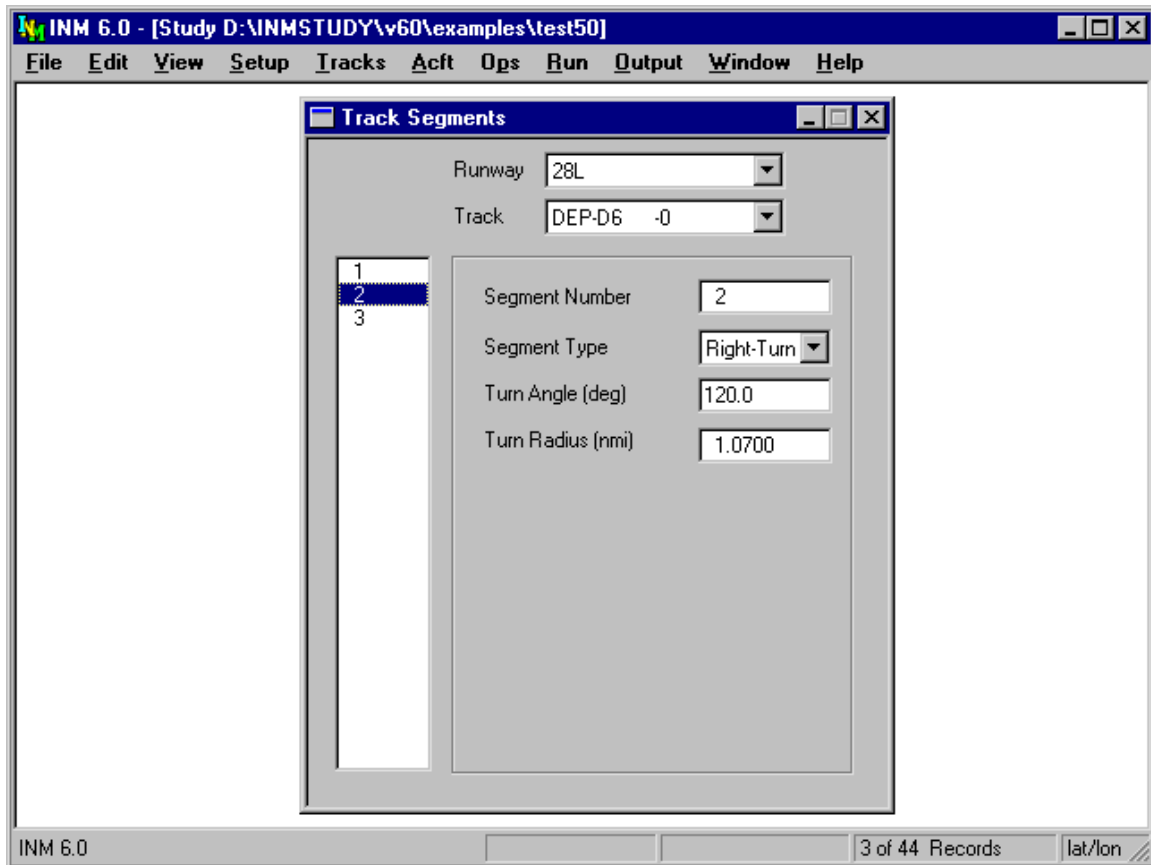 INM 6.0 - [Study D:\INMSTUDY\v60\examples\test50]
File Edit View Setup Tracks Acft Ops Run Output Window Help
Track Segments
Runway 28L
Track DEP-D6 -0
1
2
3
Segment Number 2
Segment Type Right-Turn
Turn Angle (deg) 120.0
Turn Radius (nmi) 1.0700
INM 6.0 3 of 44 Records lat/lon